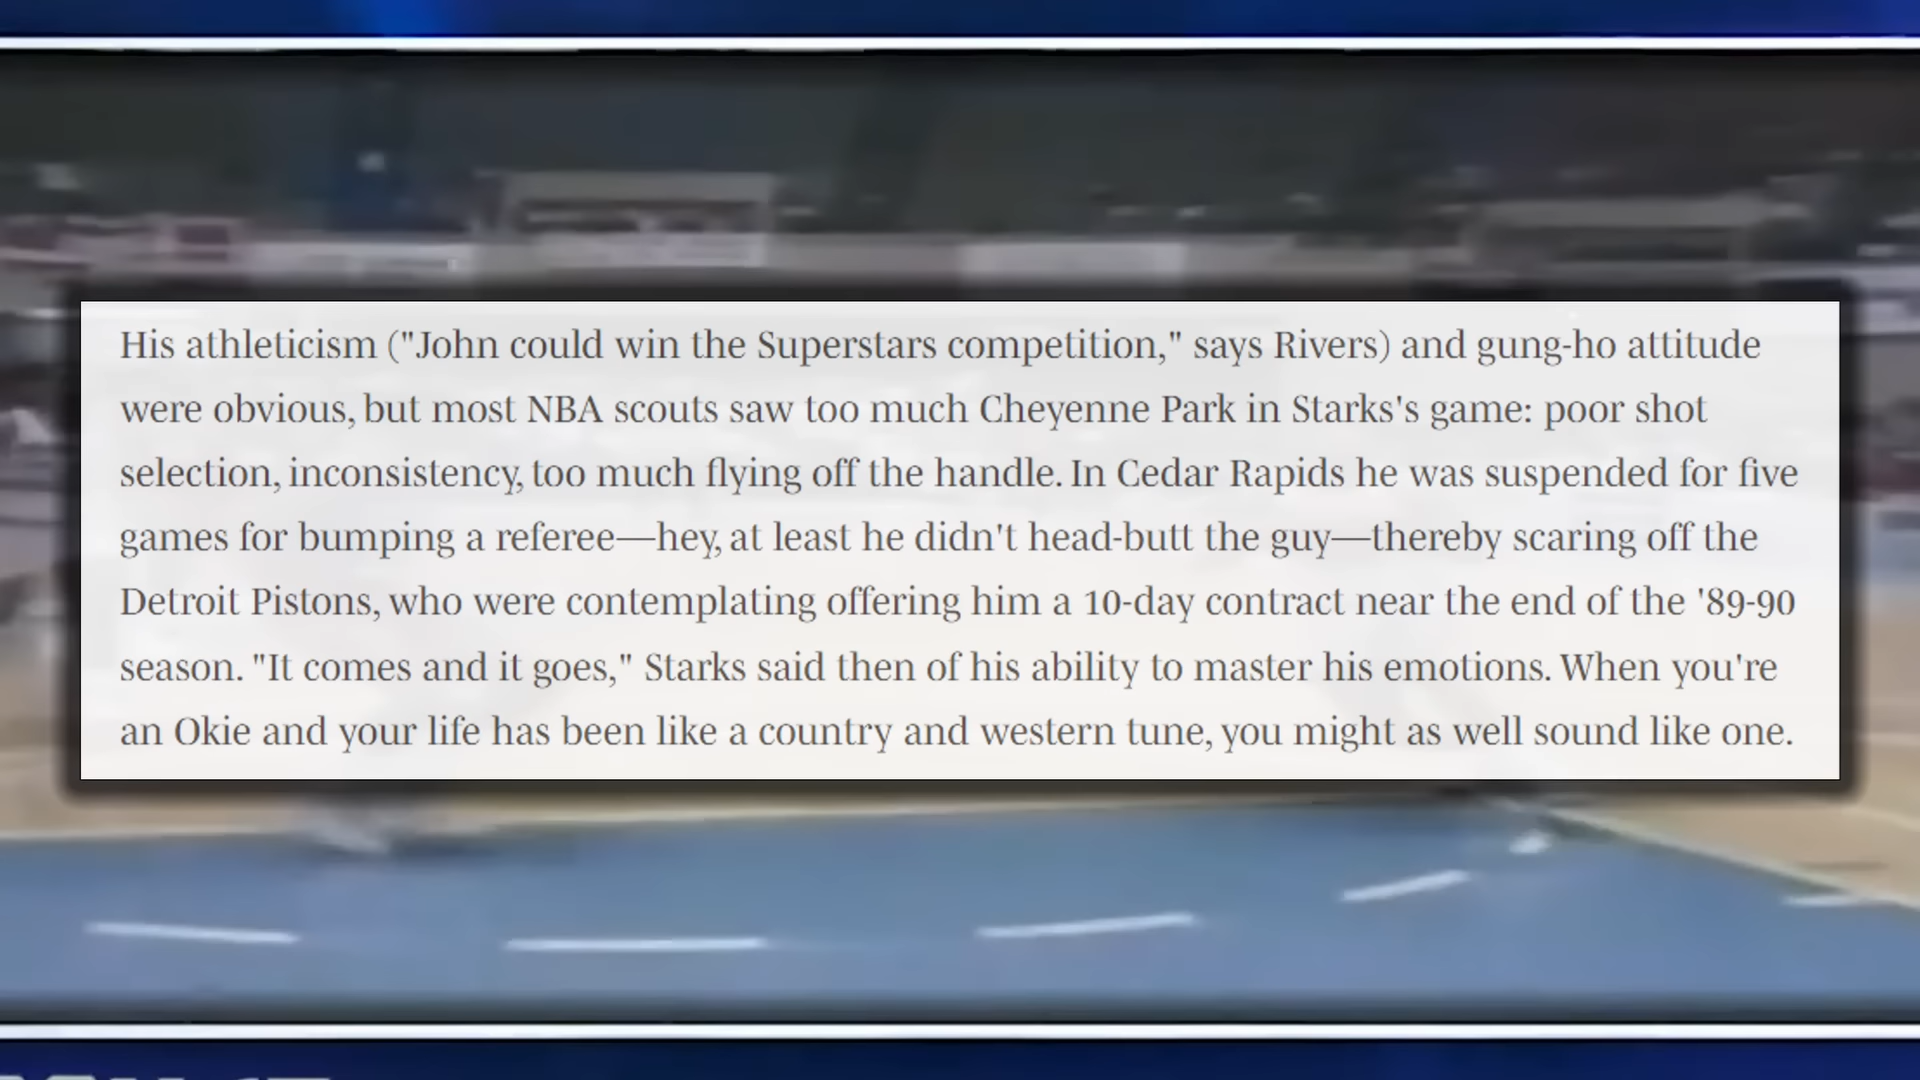 His athleticism ("John could win the Superstars competition," says Rivers) and gung-ho attitude
were obvious, but most NBA scouts saw too much Cheyenne Park in Starks's game: poor shot
selection, inconsistency, too much flying off the handle. In Cedar Rapids he was suspended for five
games for bumping a referee—hey, at least he didn't head-butt the guy—thereby scaring off the
Detroit Pistons, who were contemplating offering him a 10-day contract near the end of the '89-90
season. "It comes and it goes," Starks said then of his ability to master his emotions. When you're
an Okie and your life has been like a country and western tune, you might as well sound like one.